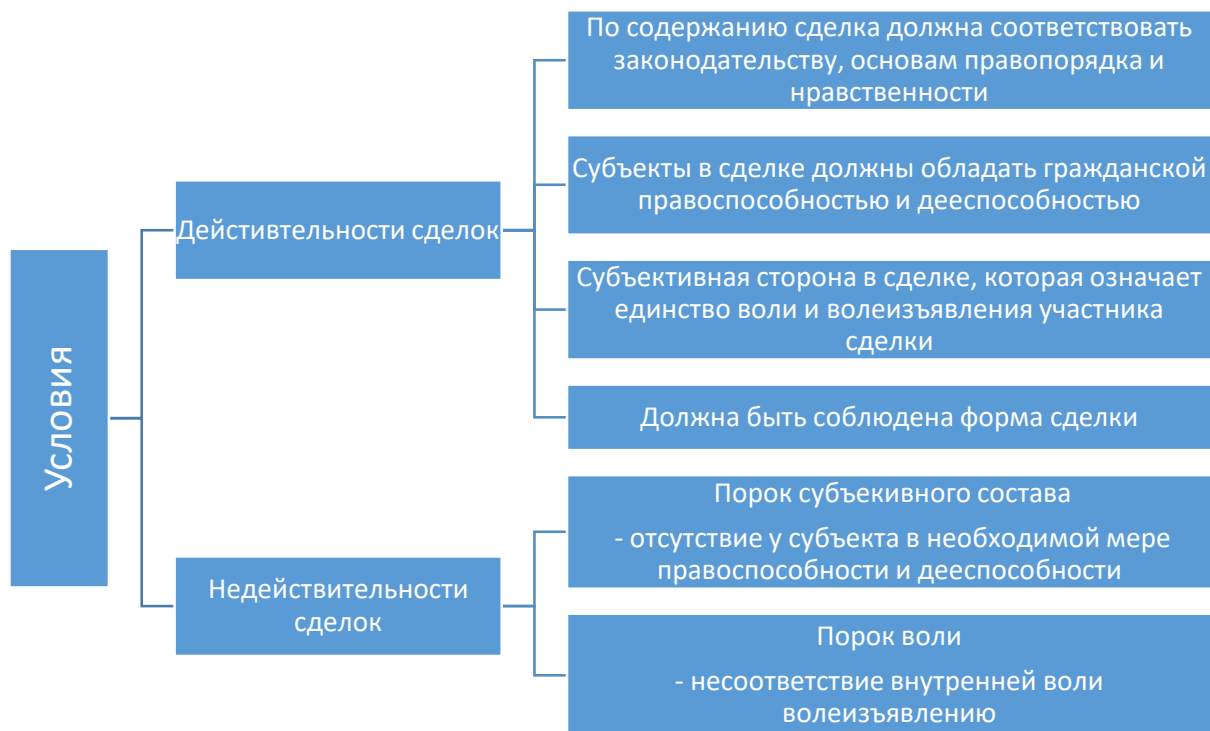 Условия
Дейстивтельности сделок
По содержанию сделка должна соответствовать
законодательству, основам правопорядка и
нравственности
Субъекты в сделке должны обладать гражданской
правоспособностью и дееспособностью
Субъективная сторона в сделке, которая означает
единство воли и волеизъявления участника
сделки
Должна быть соблюдена форма сделки
Недействительности
сделок
Порок субъекивного состава
- отсутствие у субъекта в необходимой мере
правоспособности и дееспособности
Порок воли
- несоответствие внутренней воли
волеизъявлению